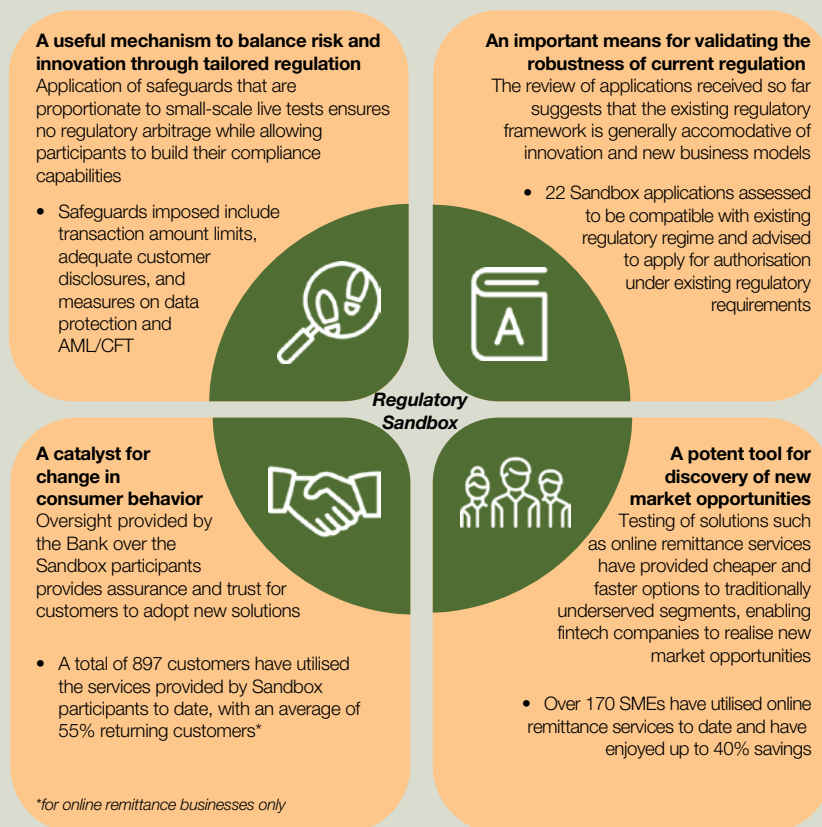 A useful mechanism to balance risk and
innovation through tailored regulation
Application of safeguards that are
proportionate to small-scale live tests ensures
no regulatory arbitrage while allowing
participants to build their compliance
capabilities
• Safeguards imposed include
transaction amount limits,
adequate customer
disclosures, and
measures on data
protection and
AML/CFT
An important means for validating the
robustness of current regulation
The review of applications received so far
suggests that the existing regulatory
framework is generally accomodative of
innovation and new business models
• 22 Sandbox applications assessed
to be compatible with existing
regulatory regime and advised
to apply for authorisation
under existing regulatory
requirements
A
Regulatory
Sandbox
A catalyst for
change in
consumer behavior
Oversight provided by
the Bank over the
Sandbox participants
provides assurance and trust for
customers to adopt new solutions
• A total of 897 customers have utilised
the services provided by Sandbox
participants to date, with an average of
55% returning customers*
*for online remittance businesses only
A potent tool for
discovery of new
market opportunities
Testing of solutions such
as online remittance services
have provided cheaper and
faster options to traditionally
underserved segments, enabling
fintech companies to realise new
market opportunities
• Over 170 SMEs have utilised online
remittance services to date and have
enjoyed up to 40% savings